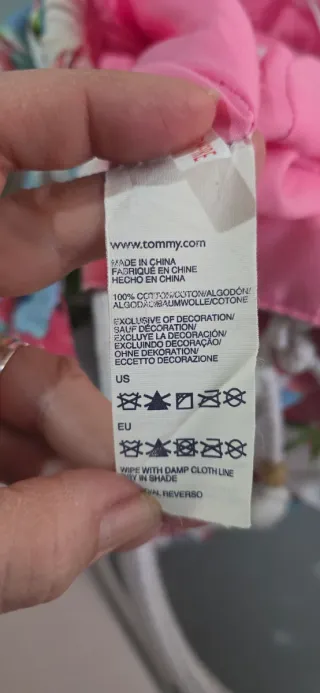 www.tommy.com
MADE IN CHINA
FABRIQUÉ EN CHINE
HECHO EN CHINA
100% COTTON/COTON/ALGODÓN/
ALGODÃO/BAUMWOLLE/COTONE
EXCLUSIVE OF DECORATION/
SAUF DÉCORATION/
EXCLUYE LA DECORACIÓN/
EXCLUINDO DECORAÇÃO/
OHNE DEKORATION/
ECCETTO DECORAZIONE
US
EU
WIPE WITH DAMP CLOTH LINE
DRY IN SHADE
REVERSO